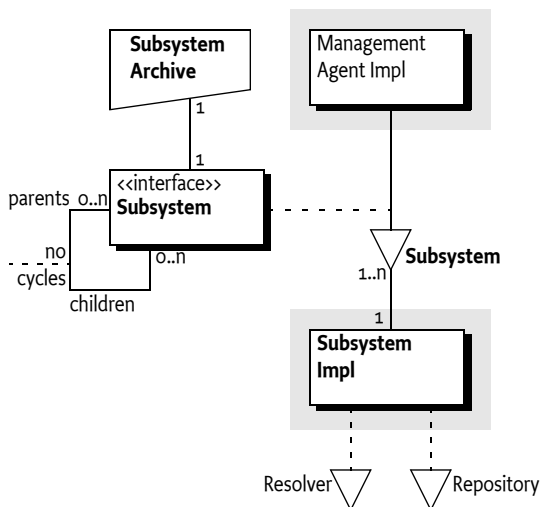 Subsystem
Archive
Management
Agent Impl
1
1
<<interface>>
Subsystem
parents 0..n
no
cycles
0..n
children
Subsystem
1..n
1
Subsystem
Impl
Resolver
Repository